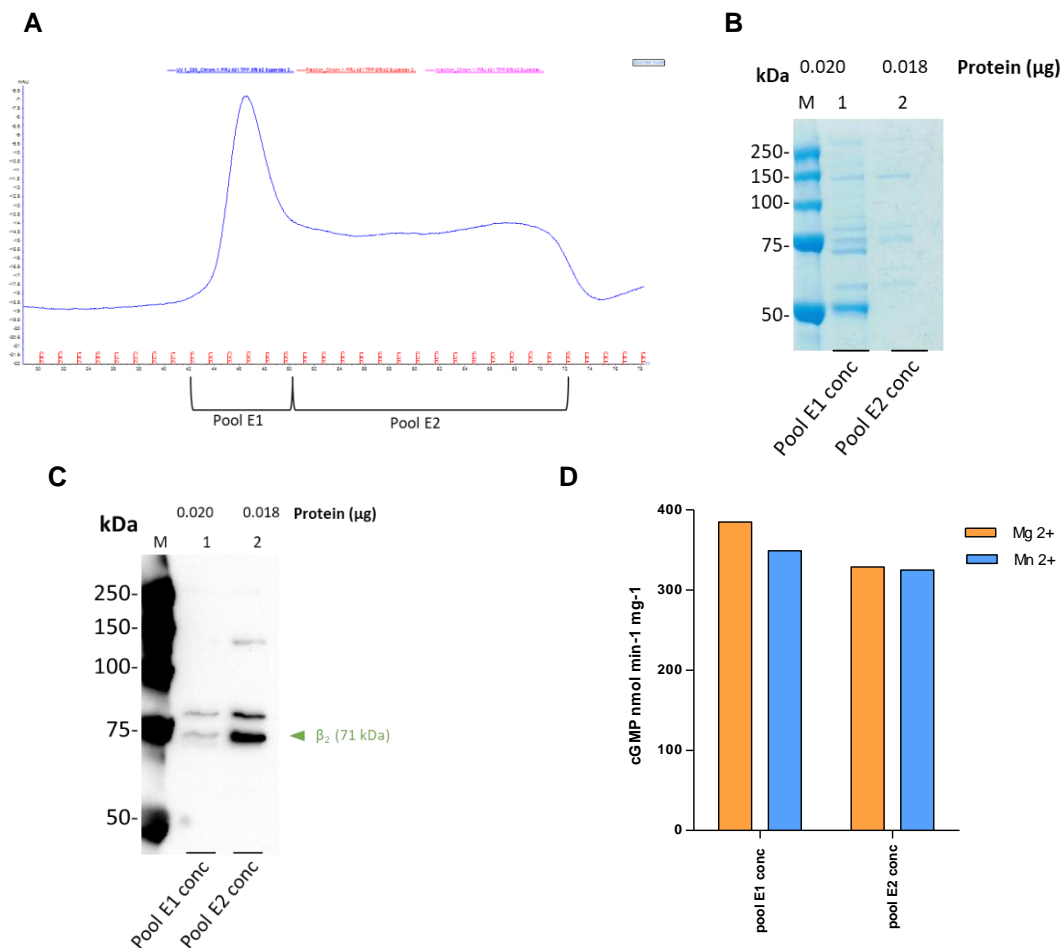 A
mAU
30 32 34 36 38 40 42 44 46 48 50 52 54 56 58 60 62 64 66 68 70 72 74 76 78
Pool E1
Pool E2
B
kDa 0.020 0.018 Protein (µg)
M 1 2
250-
150-
100-
75-
50-
Pool E1 conc
Pool E2 conc
C
0.020 0.018 Protein (µg)
kDa
M 1 2
250-
150-
100-
75-
β₂ (71 kDa)
50-
Pool E1 conc
Pool E2 conc
D
400
300
200
100
0
cGMP nmol min-1 mg-1
Mg 2+
Mn 2+
pool E1 conc
pool E2 conc